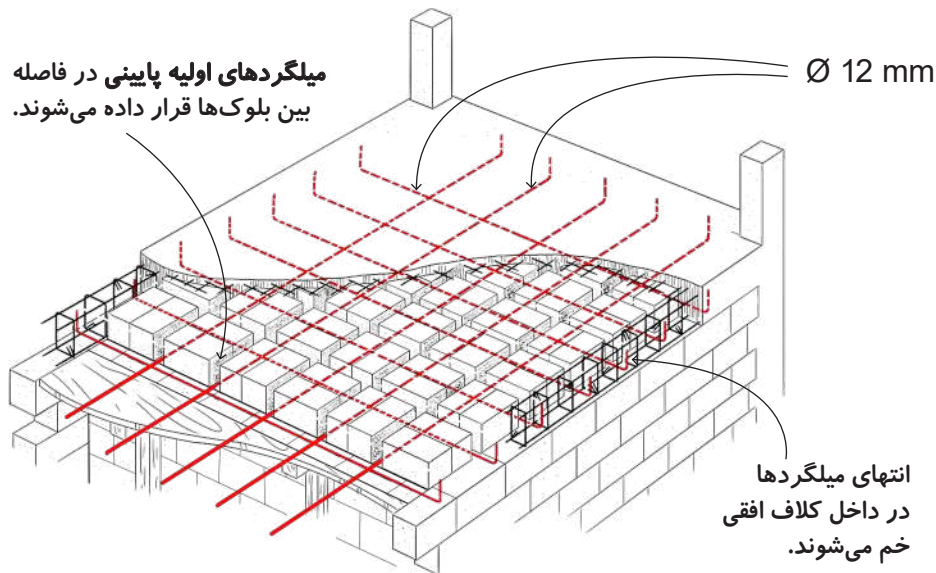 میلگردهای اولیه پایینی در فاصله
بین بلوک‌ها قرار داده می‌شوند.
Ø 12 mm
انتهای میلگردها
در داخل کلاف افقی
خم می‌شوند.